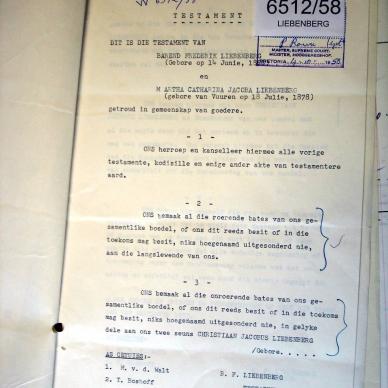 6512/58
LIEBENBERG
TESTAMENT
MASTER, SUPREME COURT.
MEESTER, HOOGGEREGSHOF.
DIT IS DIE TESTAMENT VAN
BAREND FREDERIK LIEBENBERG
(Gebore op 14 Junie,
en
MARTHA CATHARINA JACOBA LIEBENBERG
(gebore van Vuuren op 18 Julie, 1878)
getroud in gemeenskap van goedere.
- 1 -
ONS herroep en kanselleer hiermee alle vorige
testamente, kodisille en enige ander akte van testamentere
aard.
- 2 -
ONS bemaak al die roerende bates van ons ge-
samentlike boedel, of ons dit reeds besit of in die
toekoms mag besit, niks hoegenaamd uitgesonderd nie,
aan die langslewende van ons.
- 3 -
ONS bemaak al die onroerende bates van ons ge-
samentlike boedel, of ons dit reeds besit of in die toekoms
mag besit, niks hoegenaamd uitgesonderd nie, in gelyke
dele aan ons twee seuns CHRISTIAAN JACOBUS LIEBENBERG
/Gebore.....
AS GETUIES:-
1. H. v.d. Walt
B. F. LIEBENBERG
2. T. Boshoff